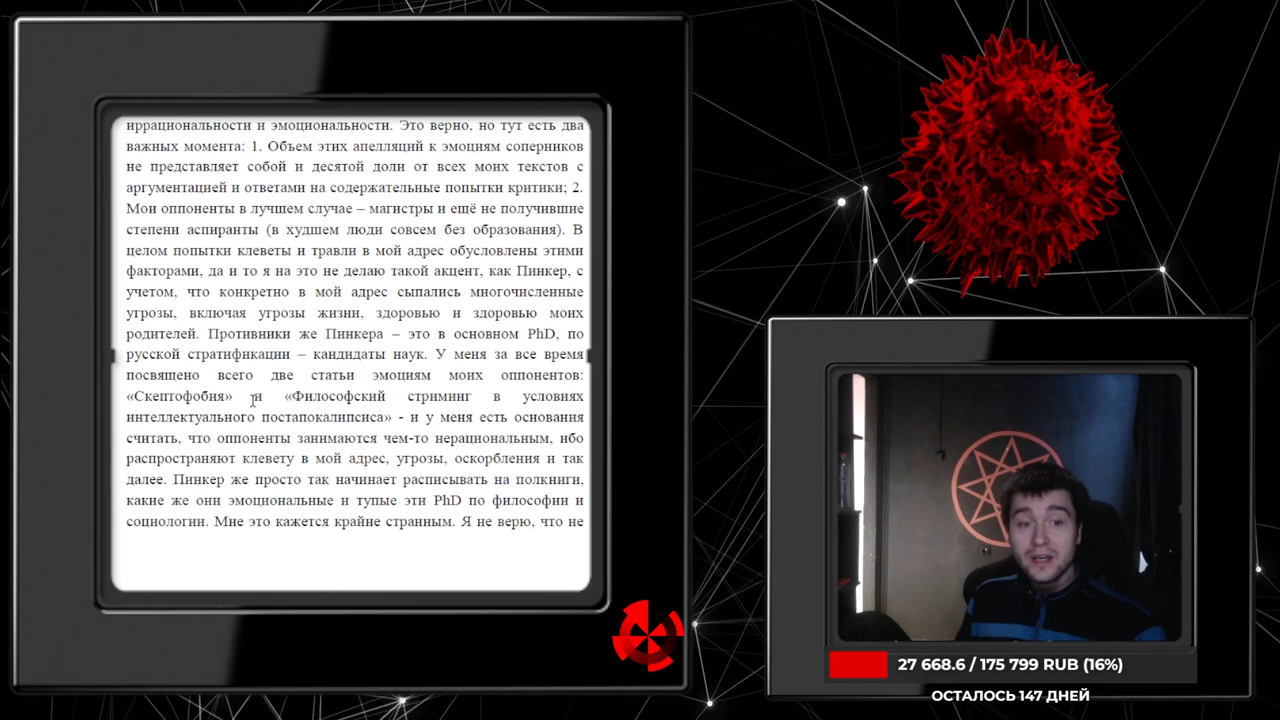 иррациональности и эмоциональности. Это верно, но тут есть два
важных момента: 1. Объем этих апелляций к эмоциям соперников
не представляет собой и десятой доли от всех моих текстов с
аргументацией и ответами на содержательные попытки критики; 2.
Мои оппоненты в лучшем случае – магистры и ещё не получившие
степени аспиранты (в худшем люди совсем без образования). В
целом попытки клеветы и травли в мой адрес обусловлены этими
факторами, да и то я на это не делаю такой акцент, как Пинкер, с
учетом, что конкретно в мой адрес сыпались многочисленные
угрозы, включая угрозы жизни, здоровью и здоровью моих
родителей. Противники же Пинкера – это в основном PhD, по
русской стратификации – кандидаты наук. У меня за все время
посвящено всего две статьи эмоциям моих оппонентов:
«Скептофобия» и «Философский стриминг в условиях
интеллектуального постапокалипсиса» - и у меня есть основания
считать, что оппоненты занимаются чем-то нерациональным, ибо
распространяют клевету в мой адрес, угрозы, оскорбления и так
далее. Пинкер же просто так начинает расписывать на полкниги,
какие же они эмоциональные и тупые эти PhD по философии и
социологии. Мне это кажется крайне странным. Я не верю, что не
27 668.6 / 175 799 RUB (16%)
ОСТАЛОСЬ 147 ДНЕЙ